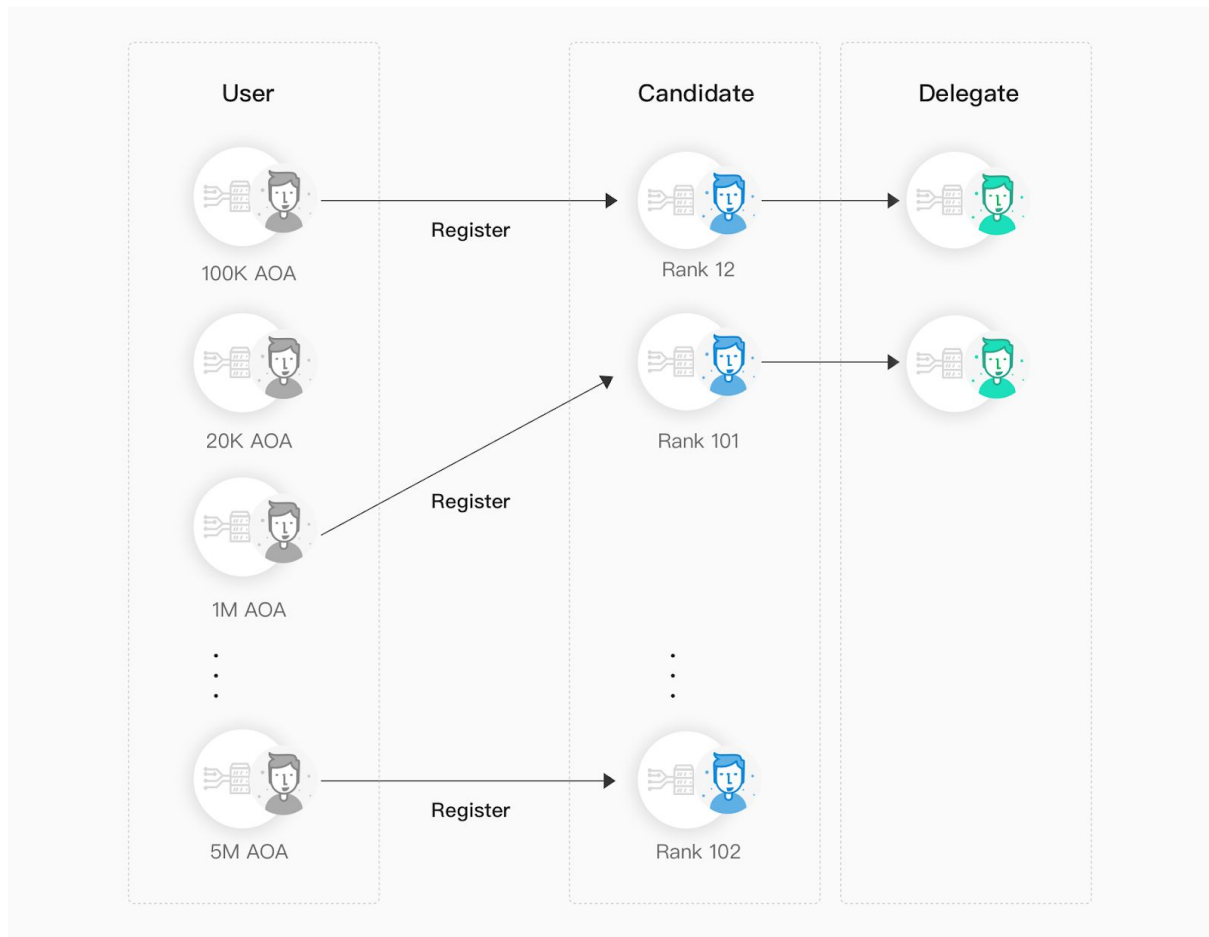 User
Candidate
Delegate
Register
100K AOA
Rank 12
20K AOA
Rank 101
Register
1M AOA
Register
5M AOA
Rank 102